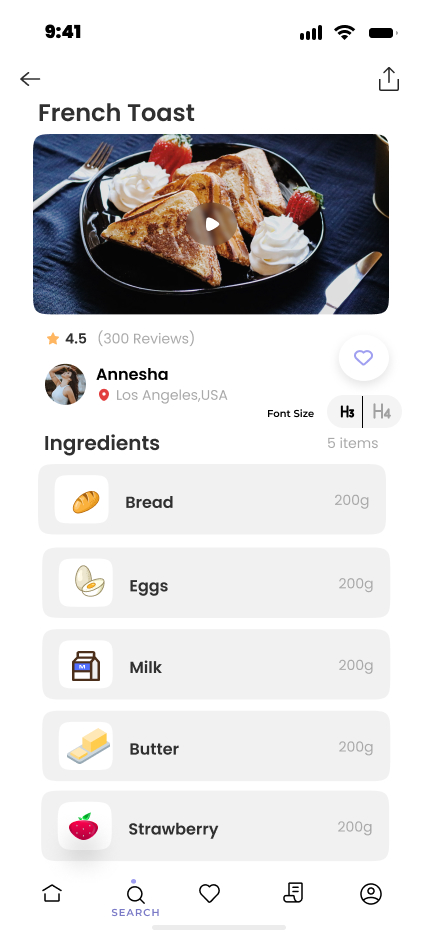 9:41
French Toast
4.5 (300 Reviews)
Annesha
Los Angeles,USA
Font Size H3 H4
Ingredients 5 items
Bread 200g
Eggs 200g
M
Milk 200g
Butter 200g
Strawberry 200g
SEARCH